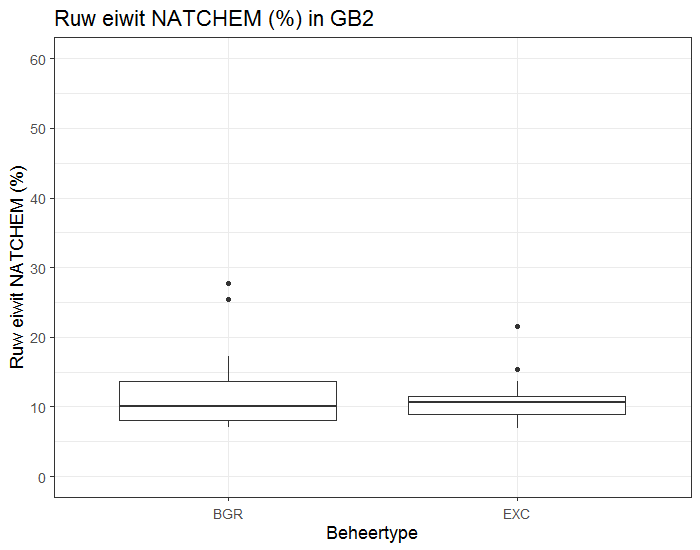 Ruw eiwit NATCHEM (%) in GB2
Ruw eiwit NATCHEM (%)
60
50
40
30
20
10
0
BGR EXC
Beheertype